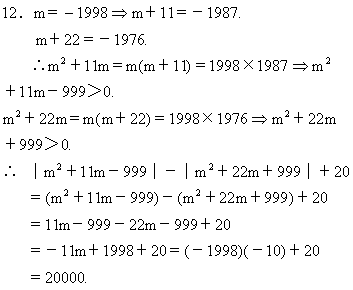 12．m＝－1998⇒m＋11＝－1987.
m＋22＝－1976.
∴m²＋11m＝m(m＋11)＝1998×1987⇒m²
＋11m－999＞0.
m²＋22m＝m(m＋22)＝1998×1976⇒m²＋22m
＋999＞0.
∴ ｜m²＋11m－999｜－｜m²＋22m＋999｜＋20
＝(m²＋11m－999)－(m²＋22m＋999)＋20
＝11m－999－22m－999＋20
＝－11m＋1998＋20＝(－1998)(－10)＋20
＝20000.